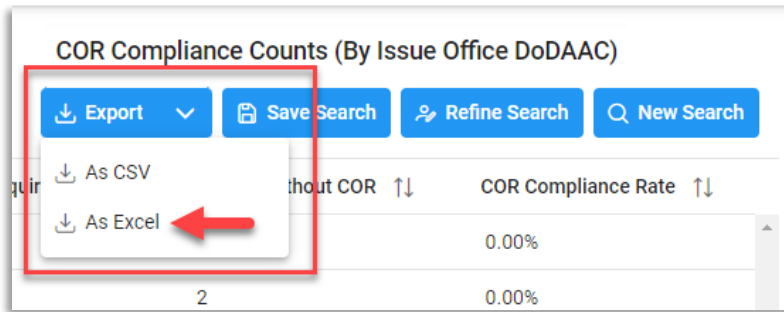 COR Compliance Counts (By Issue Office DoDAAC)
Export Save Search Refine Search New Search
As CSV
COR COR Compliance Rate
As Excel
0.00%
2 0.00%